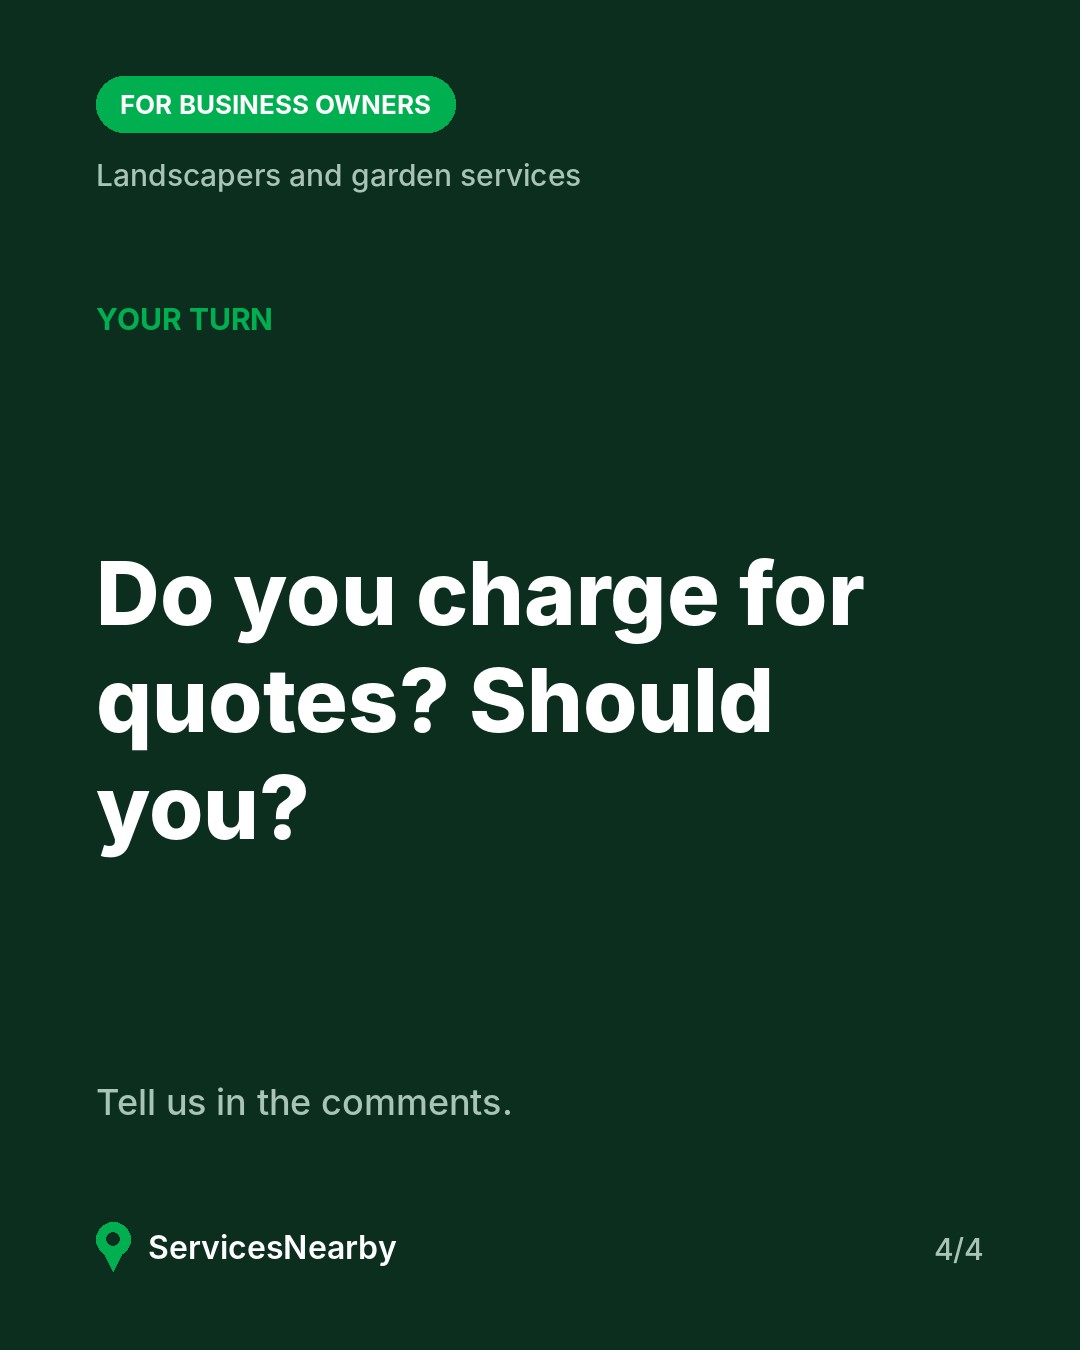 FOR BUSINESS OWNERS
Landscapers and garden services
YOUR TURN
Do you charge for
quotes? Should
you?
Tell us in the comments.
ServicesNearby
4/4